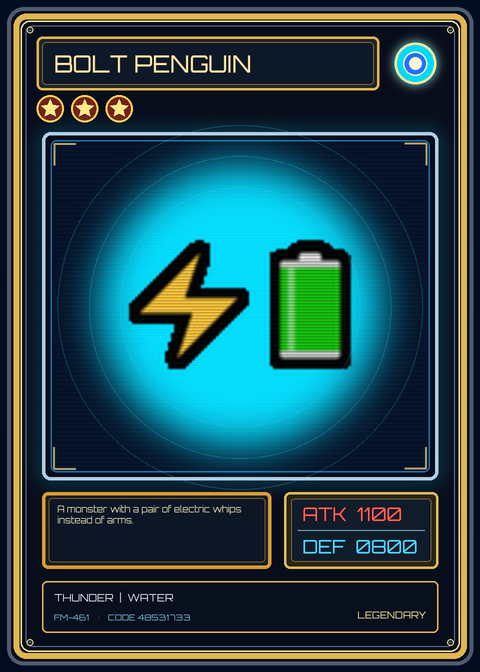 BOLT PENGUIN
A monster with a pair of electric whips
instead of arms.
ATK 1100
DEF 0800
THUNDER | WATER
FM-461 · CODE 48531733
LEGENDARY